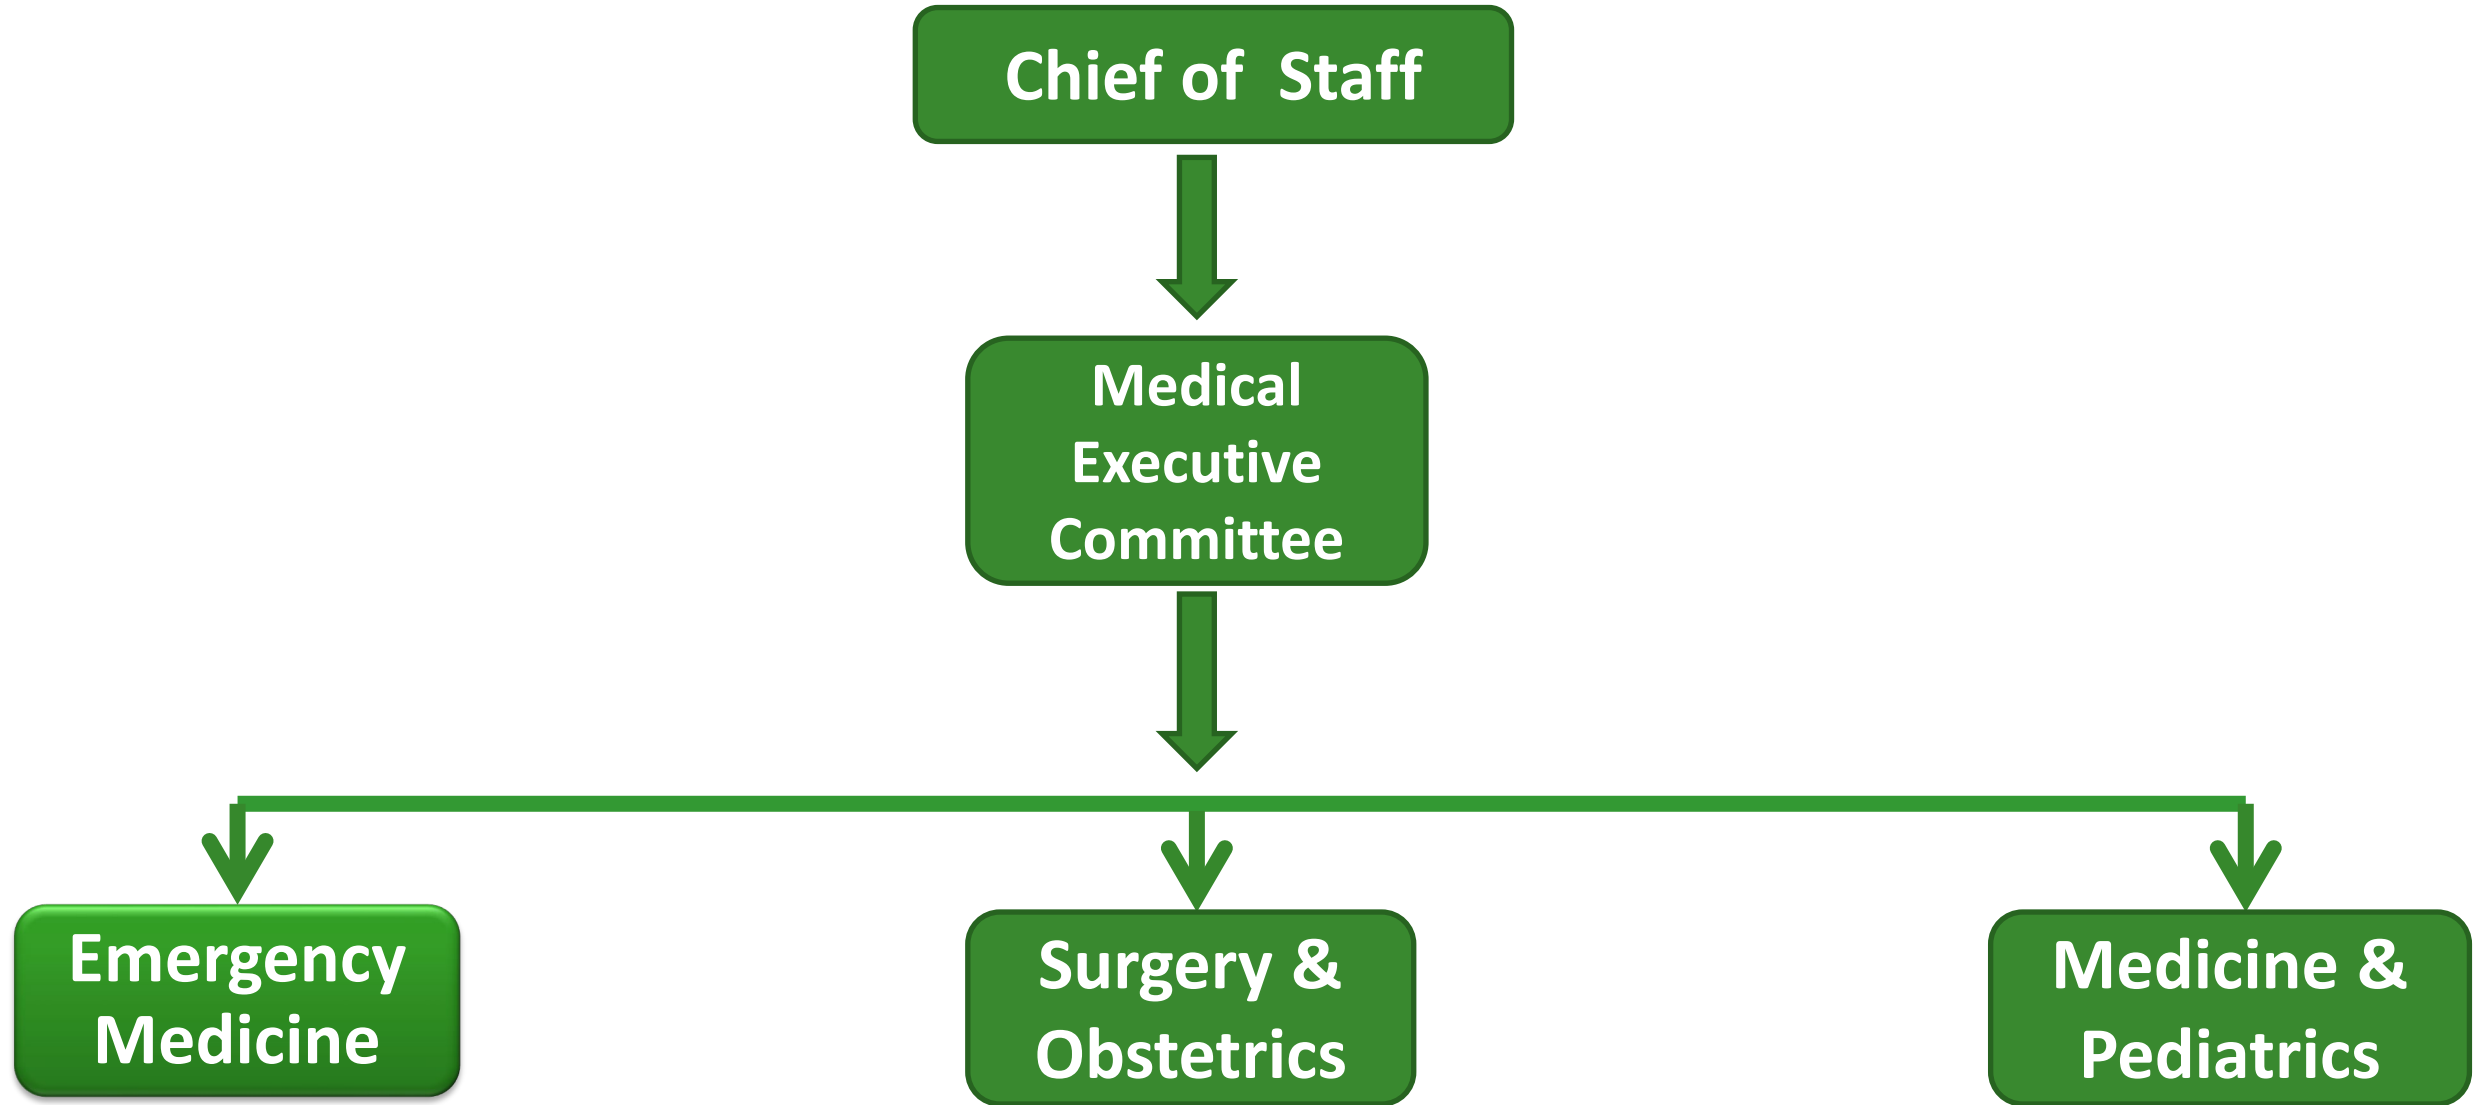 Chief of  Staff
Medical
Executive
Committee
Emergency
Medicine
Surgery &
Obstetrics
Medicine &
Pediatrics